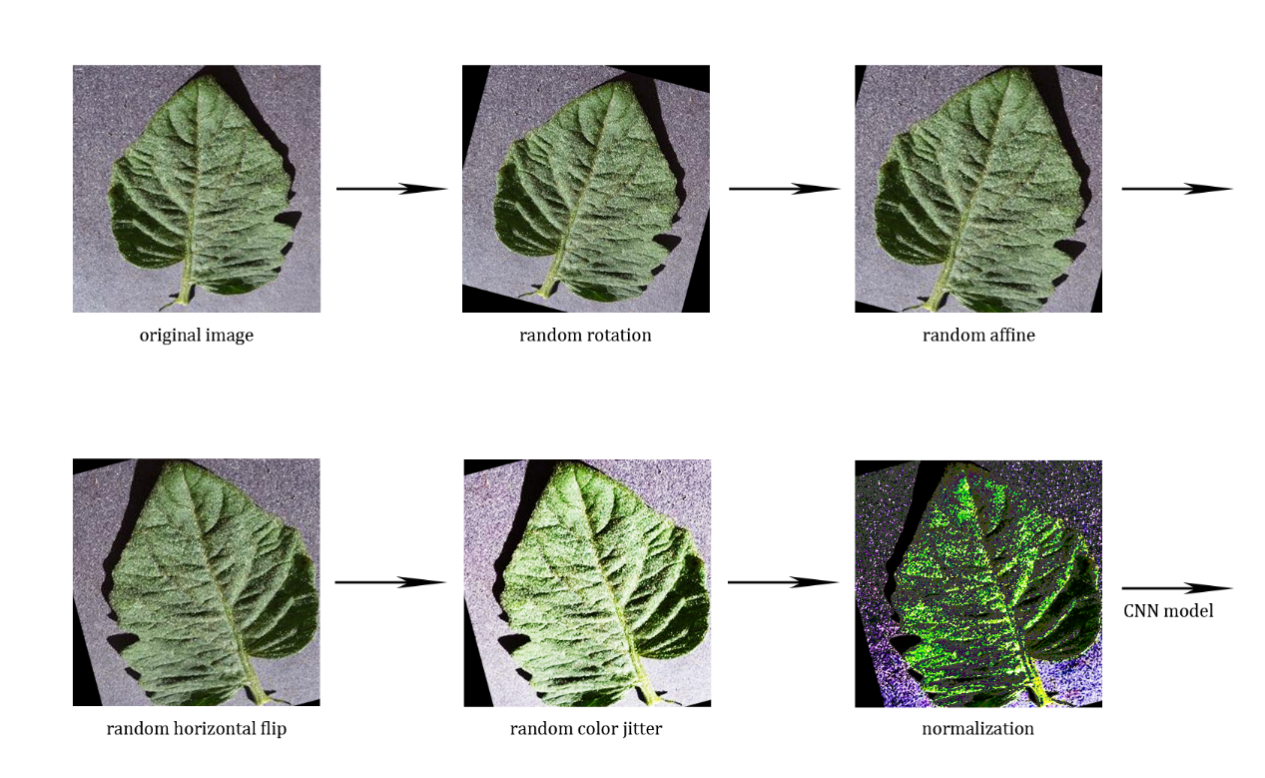 original image
random rotation
random affine
random horizontal flip
random color jitter
normalization
CNN model